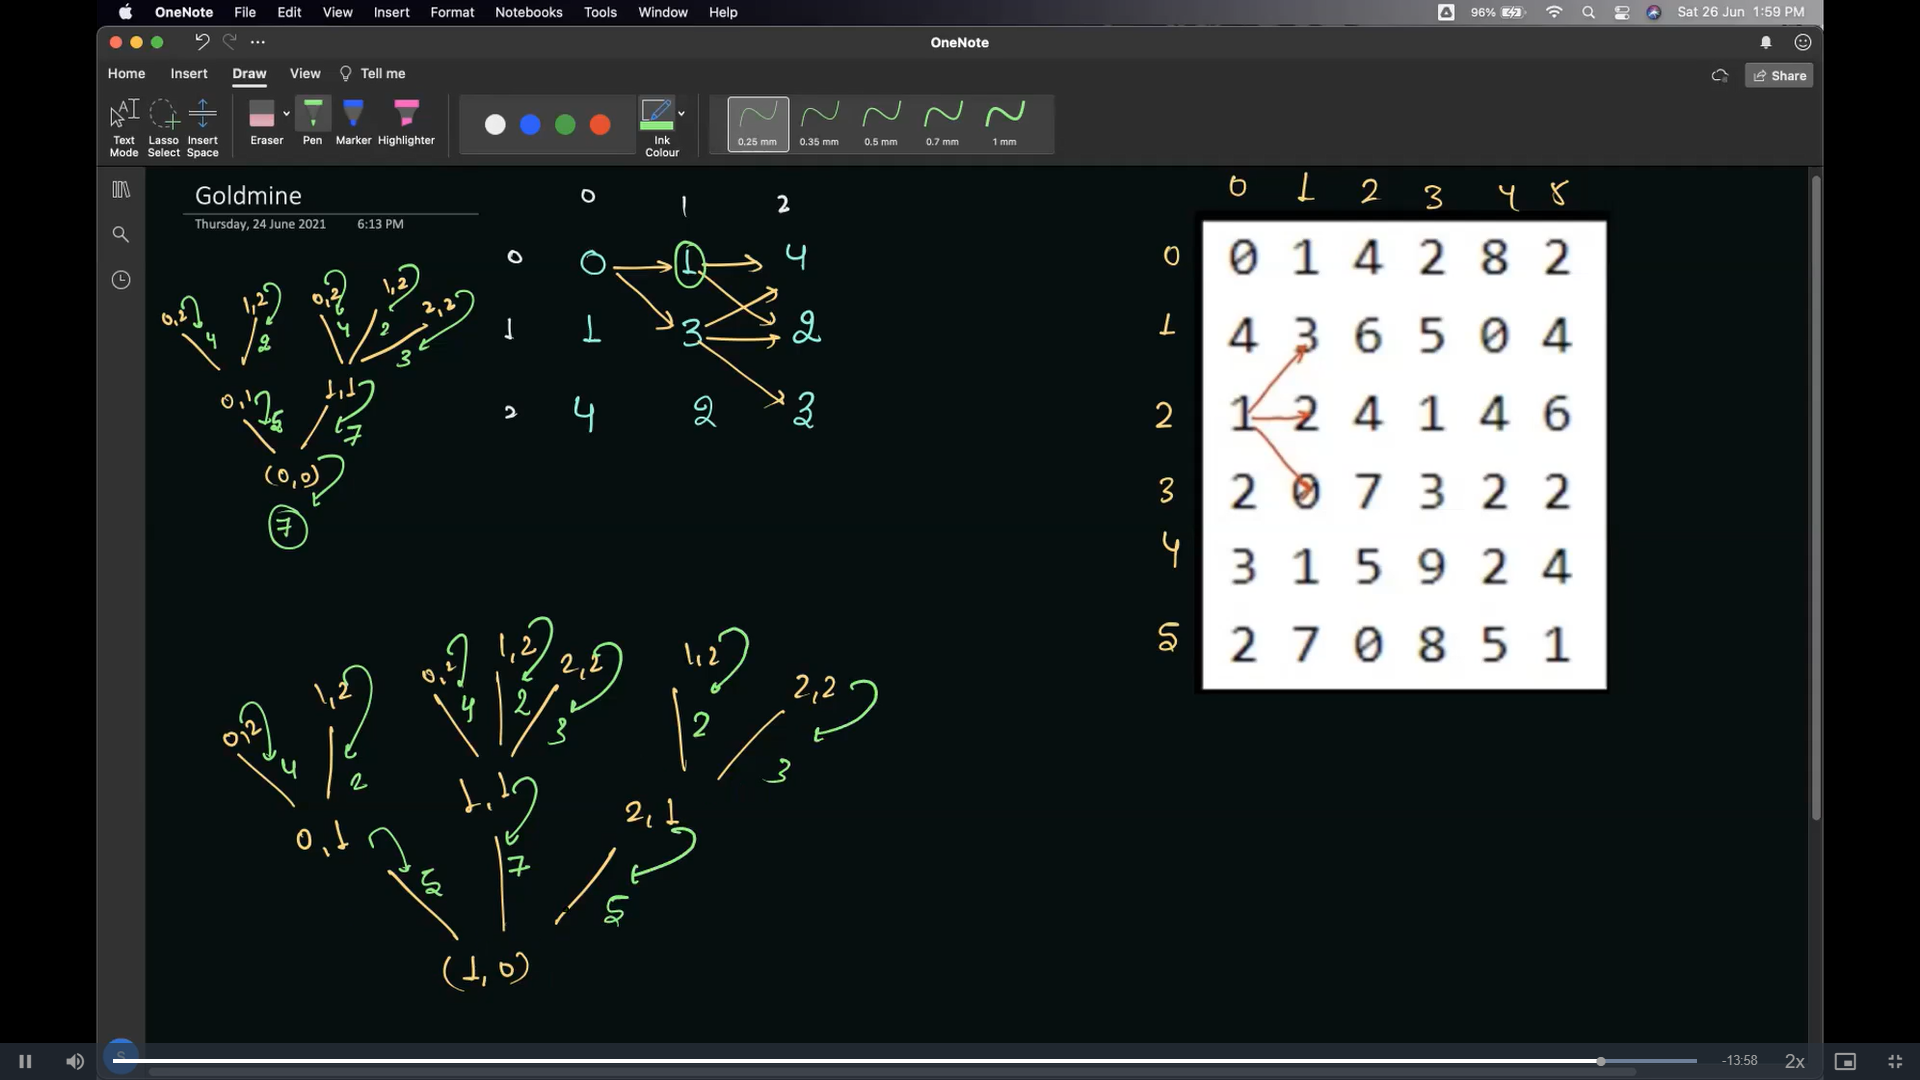 OneNote File Edit View Insert Format Notebooks Tools Window Help 96% Sat 26 Jun 1:59 PM
OneNote
Home Insert Draw View Tell me Share
Text Mode Lasso Select Insert Space Eraser Pen Marker Highlighter Ink Colour 0.25 mm 0.35 mm 0.5 mm 0.7 mm 1 mm
Goldmine
Thursday, 24 June 2021 6:13 PM
0 1 2
0 0 1 4
1 1 3 2
2 4 2 3
0,2 1,2 0,2 1,2 2,2
4 2 4 2 3
0,1 1,1
5 7
(0,0)
7
0,2 1,2 0,2 1,2 2,2 1,2 2,2
4 2 4 2 3 2 3
0,1 1,1 2,1
5 7 5
(1,0)
0 1 2 3 4 5
0 0 1 4 2 8 2
1 4 3 6 5 0 4
2 1 2 4 1 4 6
3 2 0 7 3 2 2
4 3 1 5 9 2 4
5 2 7 0 8 5 1
-13:58 2x